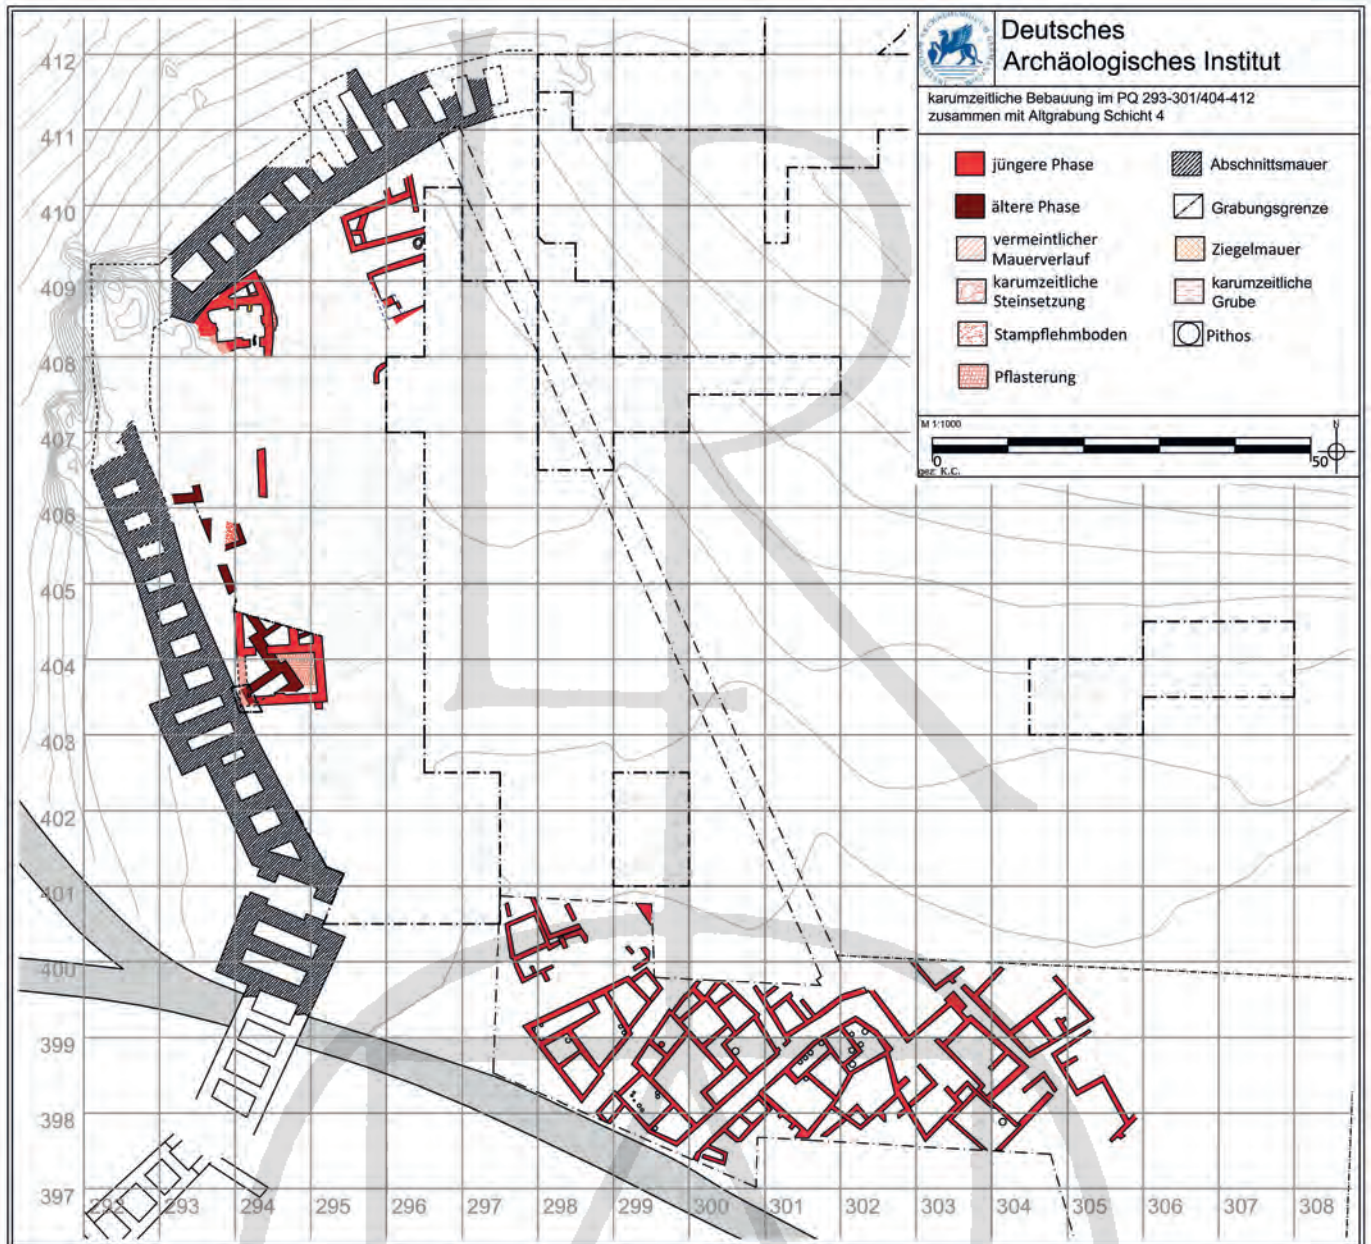 Deutsches
Archäologisches Institut
karumzeitliche Bebauung im PQ 293-301/404-412
zusammen mit Altgrabung Schicht 4
jüngere Phase
Abschnittsmauer
ältere Phase
Grabungsgrenze
vermeintlicher
Mauerverlauf
Ziegelmauer
karumzeitliche
Steinsetzung
karumzeitliche
Grube
Stampflehmboden
Pithos
Pflasterung
M 1:1000
N
0
50
gez: K.C.
412
411
410
409
408
407
406
405
404
403
402
401
400
399
398
397
292 293 294 295 296 297 298 299 300 301 302 303 304 305 306 307 308